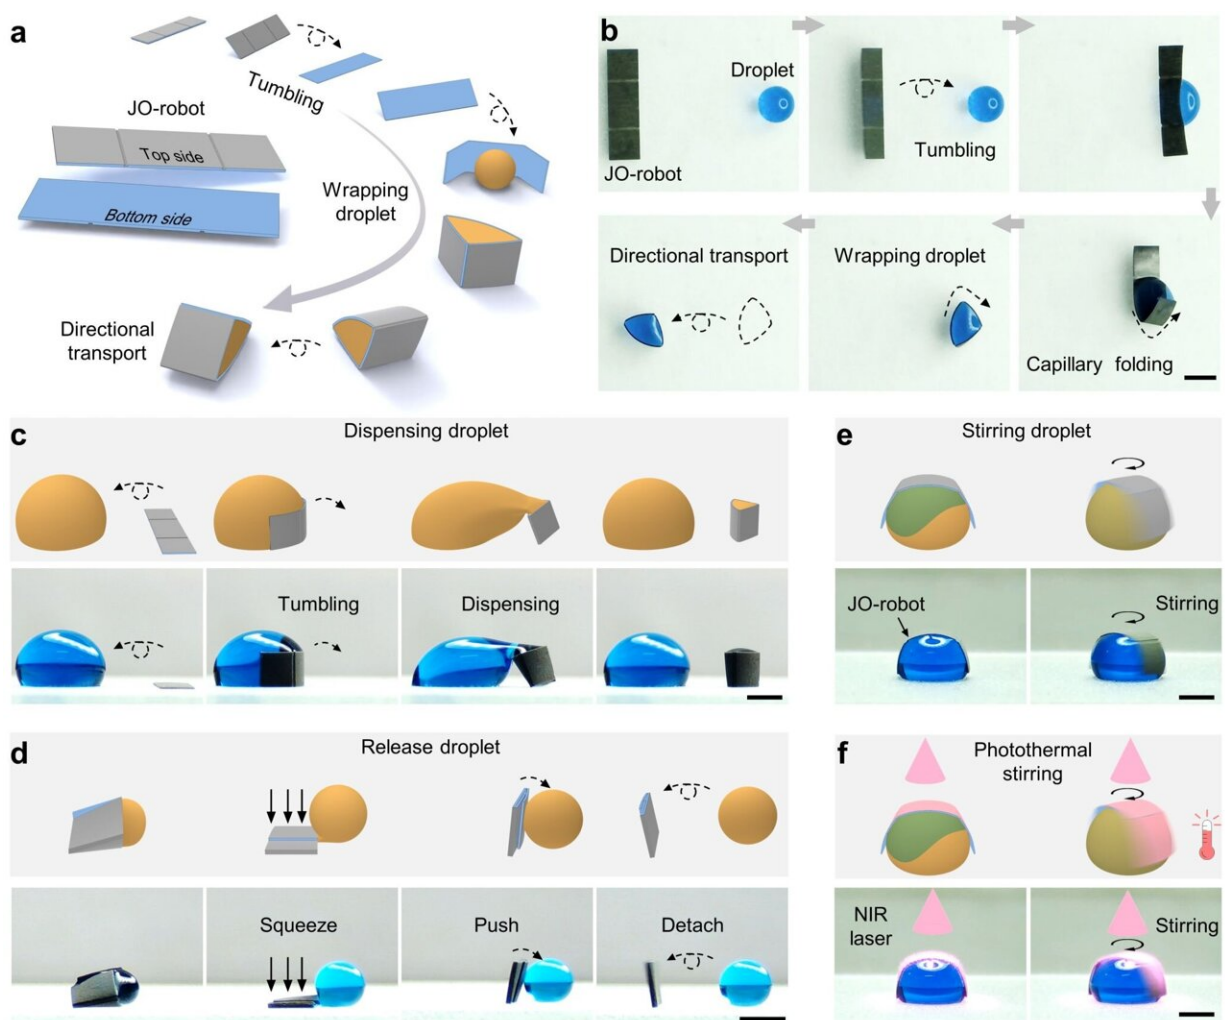 a
Tumbling
JO-robot
Top side
Bottom side
Wrapping
droplet
Directional
transport
b
Droplet
JO-robot
Tumbling
Directional transport
Wrapping droplet
Capillary folding
c
Dispensing droplet
Tumbling
Dispensing
d
Release droplet
Squeeze
Push
Detach
e
Stirring droplet
JO-robot
Stirring
f
Photothermal
stirring
NIR
laser
Stirring